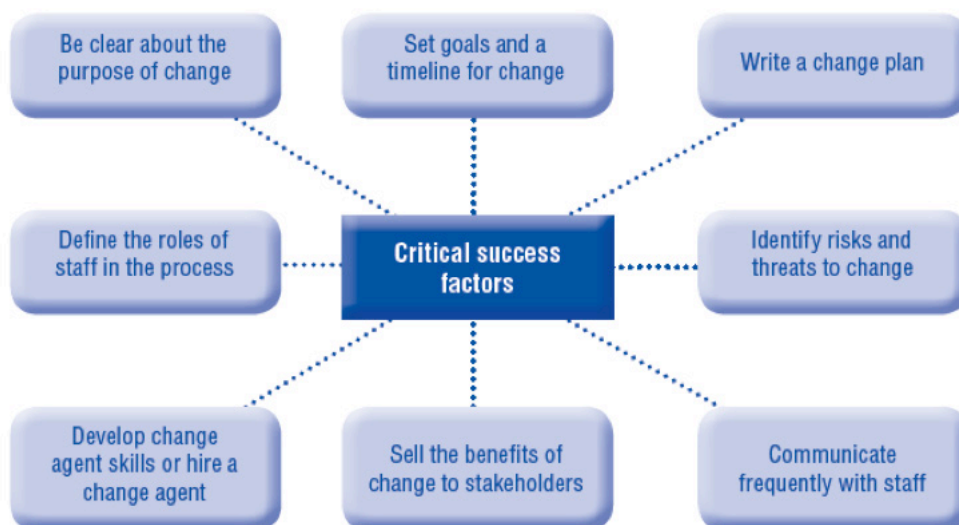 Be clear about the
purpose of change
Set goals and a
timeline for change
Write a change plan
Define the roles of
staff in the process
Critical success
factors
Identify risks and
threats to change
Develop change
agent skills or hire a
change agent
Sell the benefits of
change to stakeholders
Communicate
frequently with staff